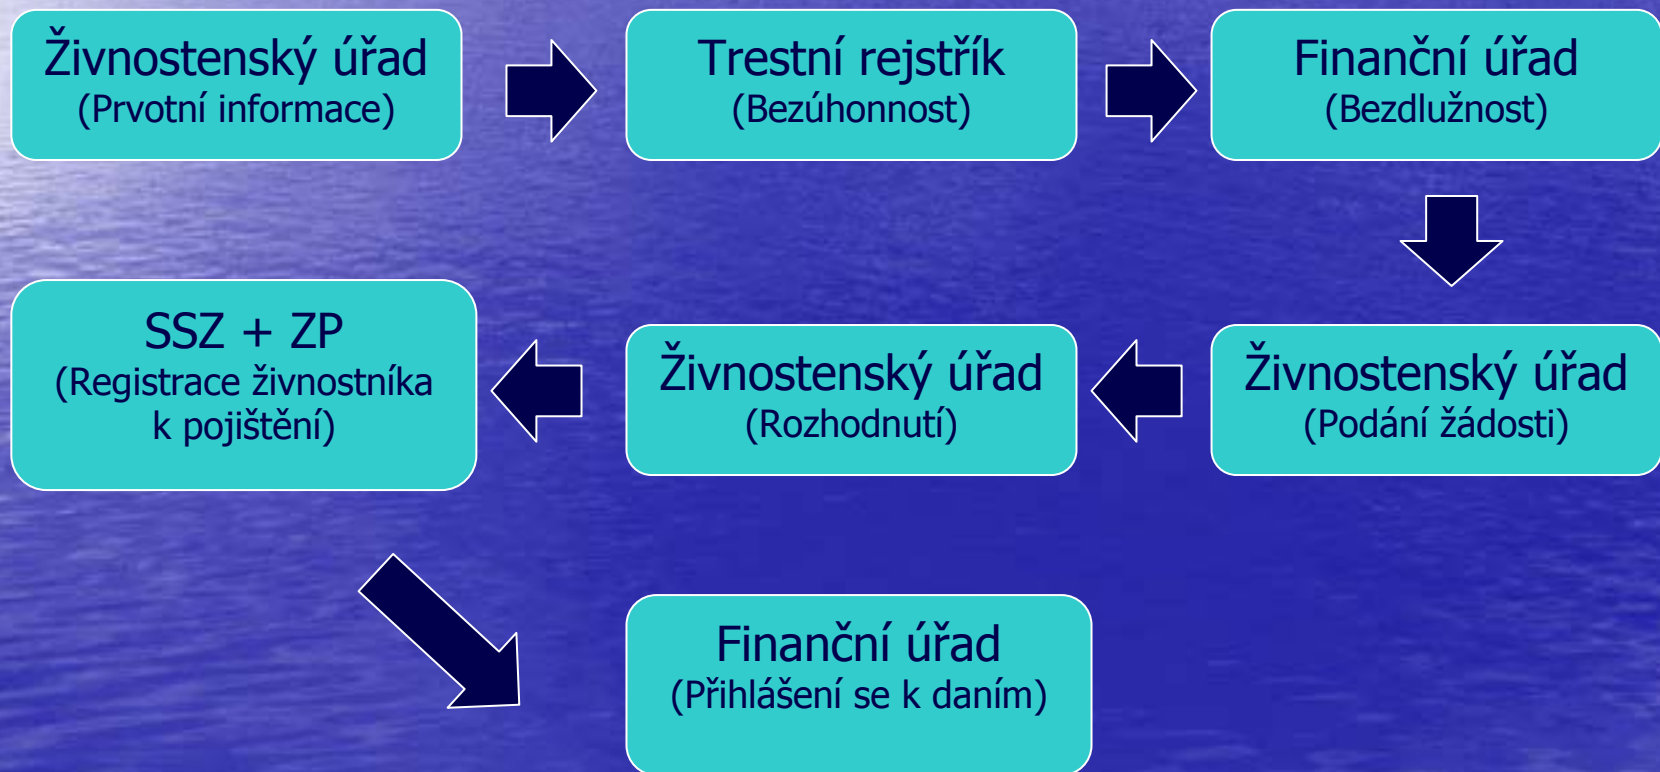 Živnostenský úřad
(Prvotní informace)
Trestní rejstřík
(Bezúhonnost)
Finanční úřad
(Bezdlužnost)
Živnostenský úřad
(Podání žádosti)
Živnostenský úřad
(Rozhodnutí)
SSZ + ZP
(Registrace živnostníka
k pojištění)
Finanční úřad
(Přihlášení se k daním)